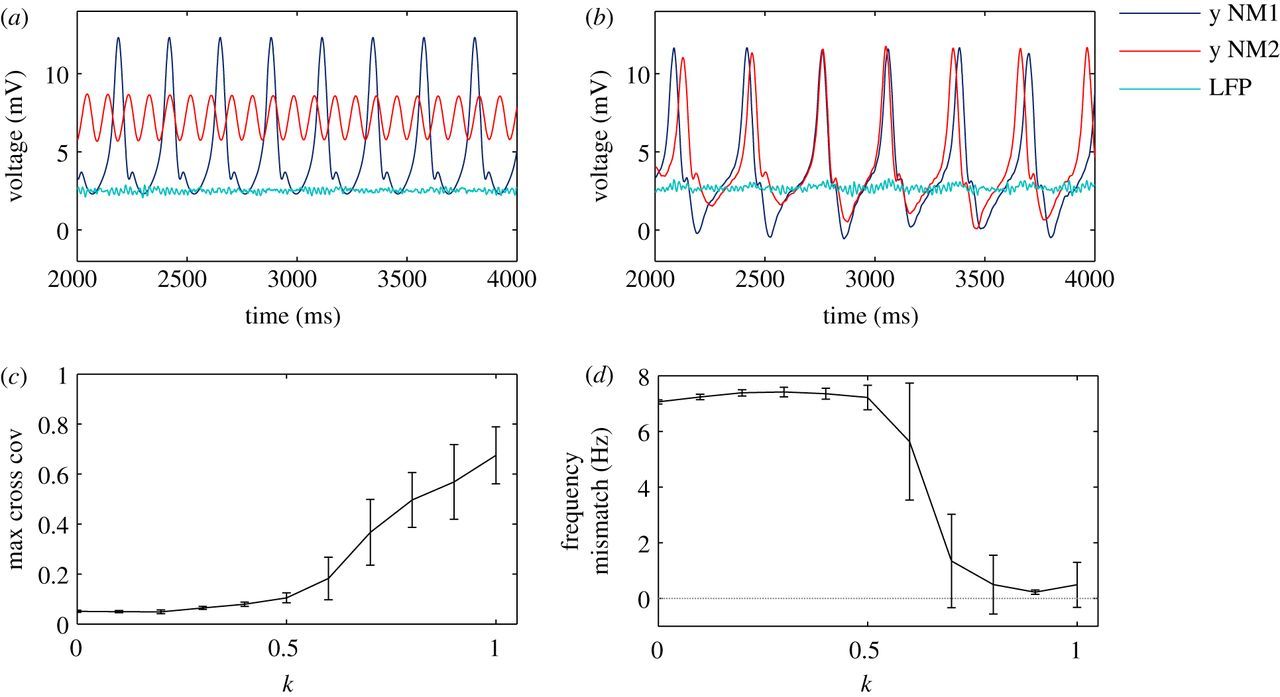 (a)
10
5
0
voltage (mV)
2000 2500 3000 3500 4000
time (ms)
(b)
10
5
0
voltage (mV)
2000 2500 3000 3500 4000
time (ms)
y NM1
y NM2
LFP
(c)
1
0.8
0.6
0.4
0.2
0
max cross cov
0 0.5 1
k
(d)
8
6
4
2
0
frequency
mismatch (Hz)
0 0.5 1
k